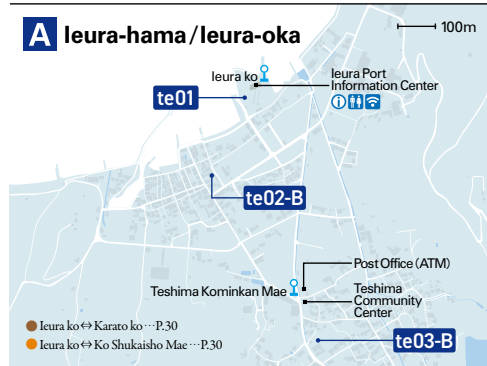 A Ieura-hama/Ieura-oka
100m
Ieura ko
Ieura Port
Information Center
te01
te02-B
Post Office (ATM)
Teshima Kominkan Mae
Teshima
Community
Center
Ieura ko⇔Karato ko…P.30
Ieura ko⇔Ko Shukaisho Mae…P.30
te03-B